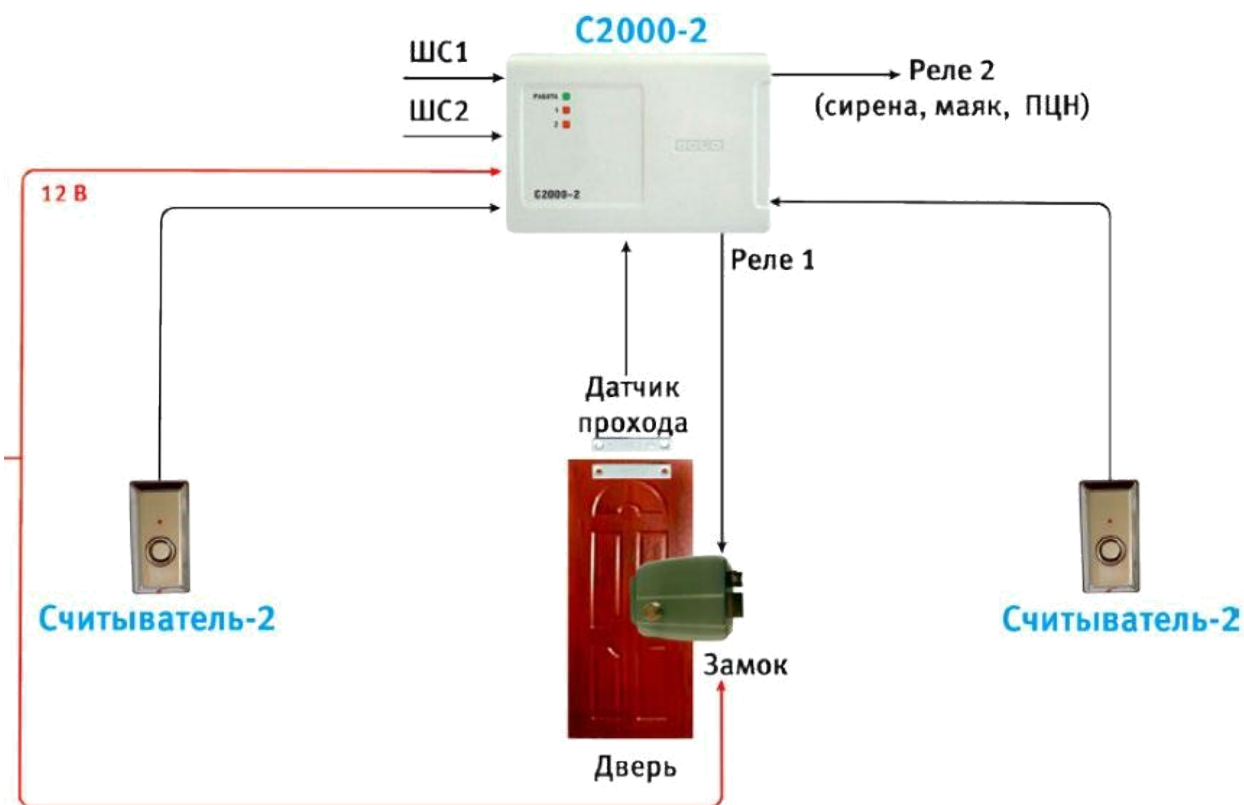 С2000-2
ШС1
Реле 2
(сирена, маяк, ПЦН)
ШС2
РАБОТА
1
2
BOLID
12 В
С2000-2
Реле 1
Датчик
прохода
Считыватель-2
Считыватель-2
Замок
Дверь